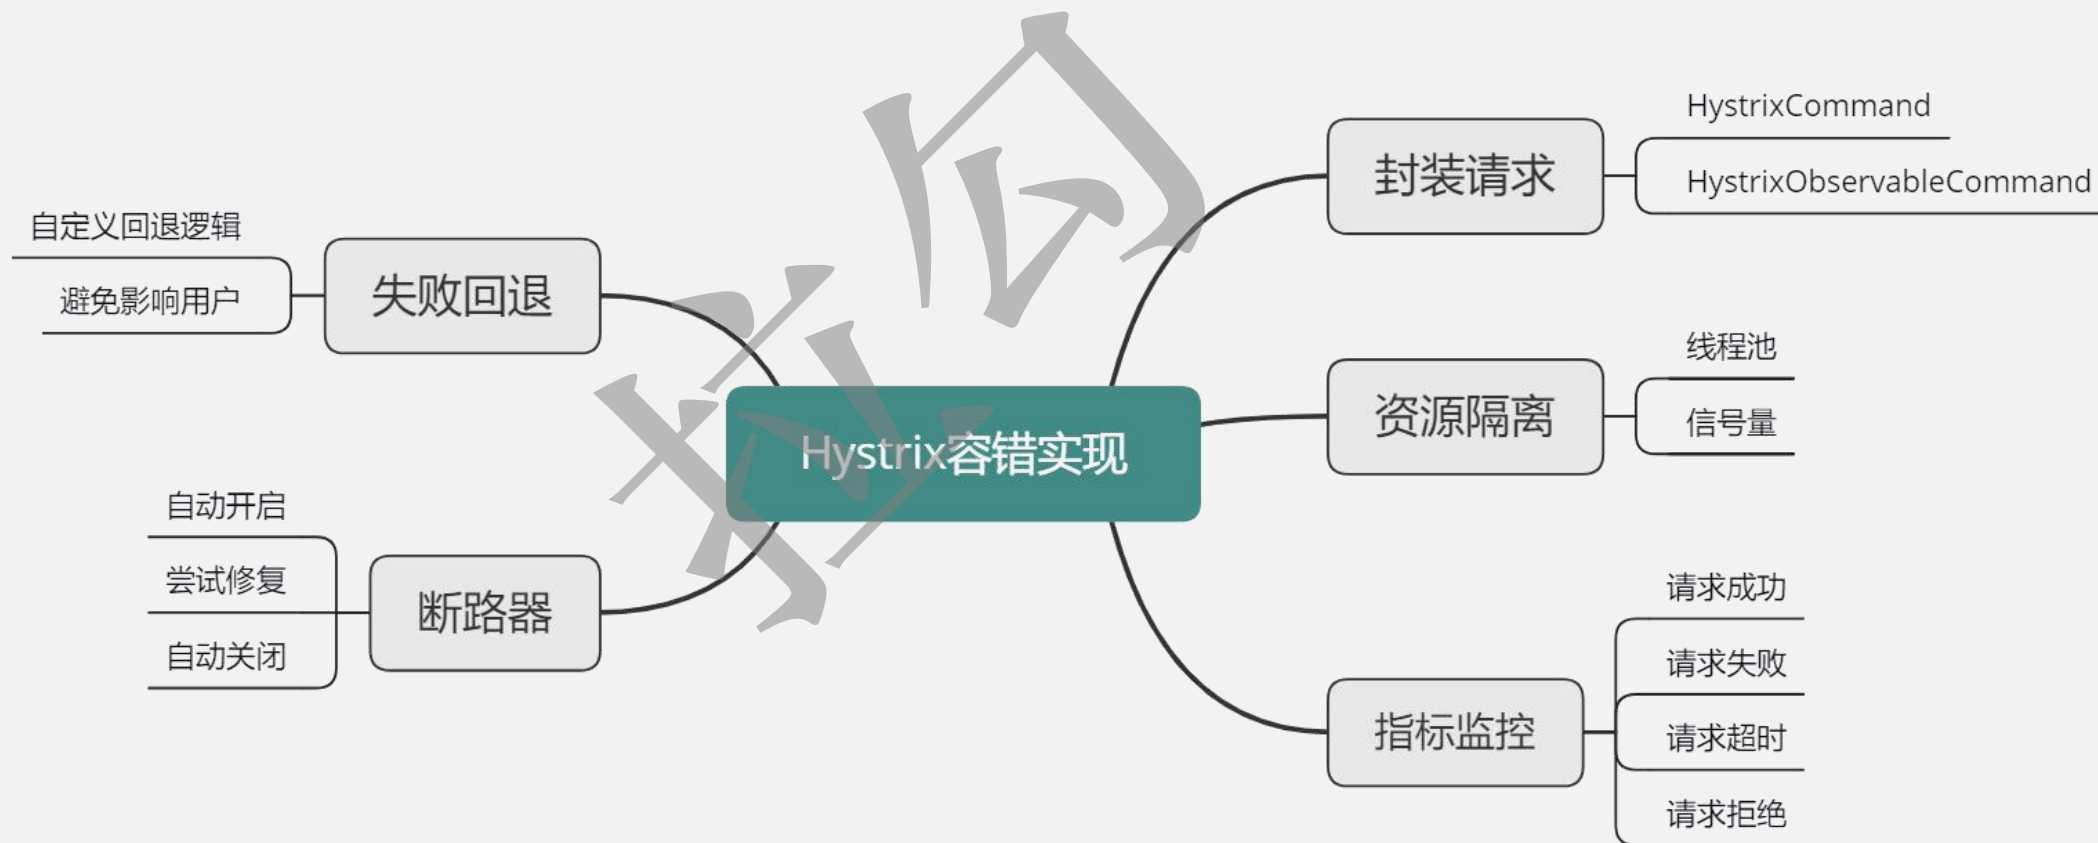 Hystrix容错实现
封装请求
HystrixCommand
HystrixObservableCommand
资源隔离
线程池
信号量
指标监控
请求成功
请求失败
请求超时
请求拒绝
失败回退
自定义回退逻辑
避免影响用户
断路器
自动开启
尝试修复
自动关闭
拉勾